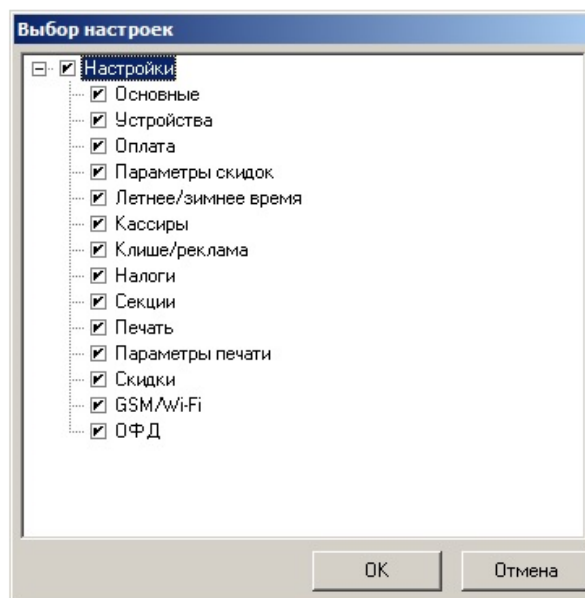 Выбор настроек
Настройки
Основные
Устройства
Оплата
Параметры скидок
Летнее/зимнее время
Кассиры
Клише/реклама
Налоги
Секции
Печать
Параметры печати
Скидки
GSM/Wi-Fi
ОФД
OK
Отмена